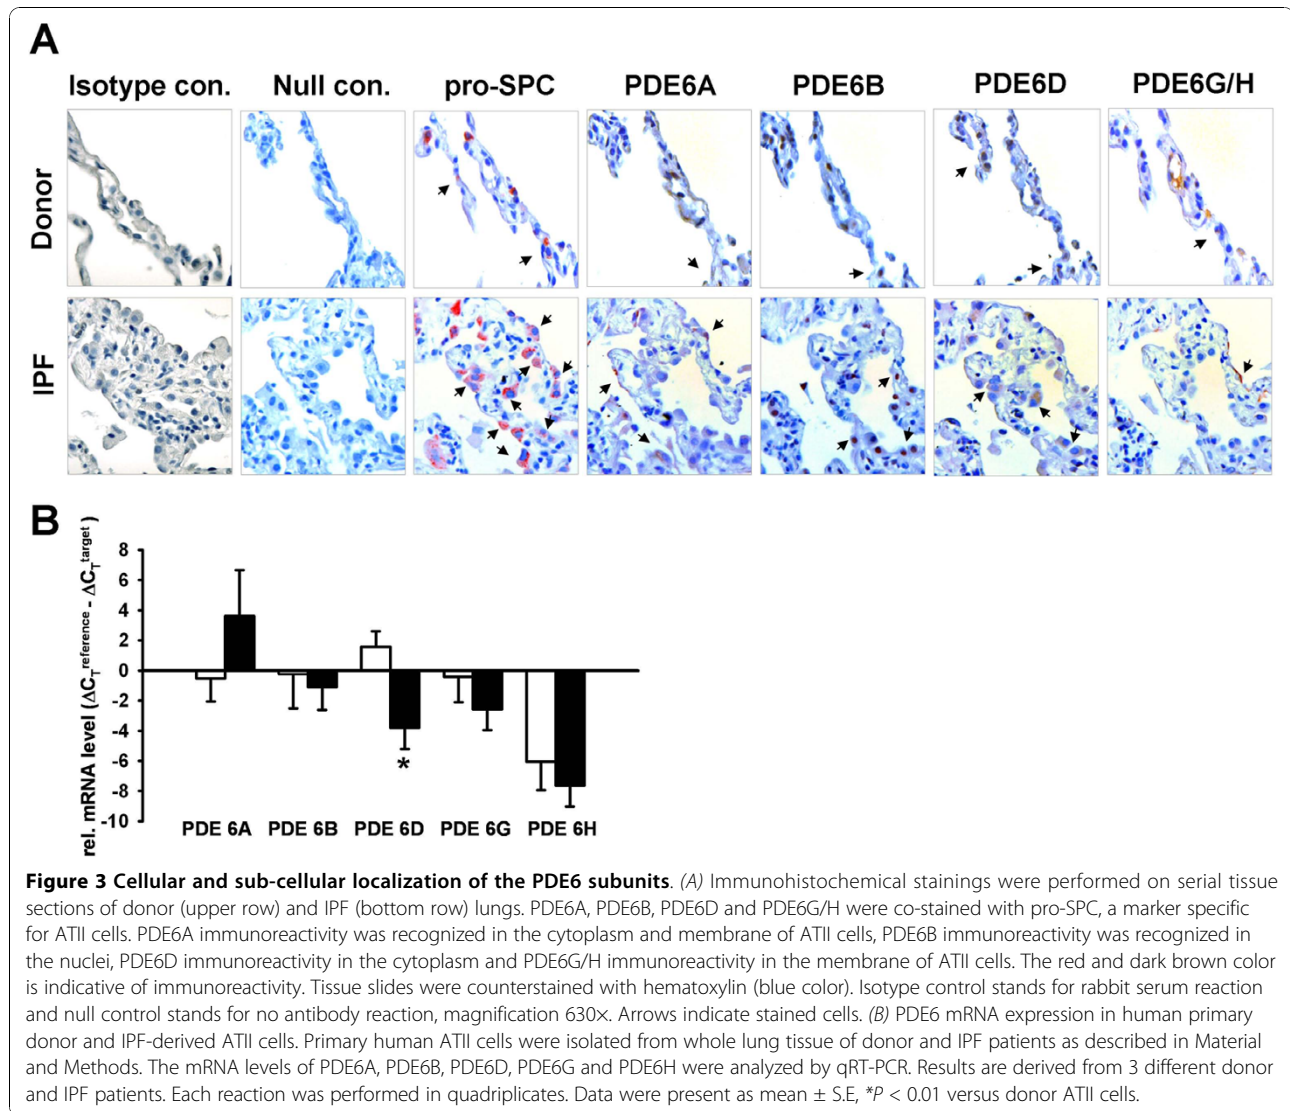 A
Isotype con. Null con. pro-SPC PDE6A PDE6B PDE6D PDE6G/H
Donor
IPF
B
rel. mRNA level (ΔC_T^reference - ΔC_T^target)
8
6
4
2
0
-2
-4
-6
-8
-10
*
PDE 6A PDE 6B PDE 6D PDE 6G PDE 6H
Figure 3 Cellular and sub-cellular localization of the PDE6 subunits. (A) Immunohistochemical stainings were performed on serial tissue
sections of donor (upper row) and IPF (bottom row) lungs. PDE6A, PDE6B, PDE6D and PDE6G/H were co-stained with pro-SPC, a marker specific
for ATII cells. PDE6A immunoreactivity was recognized in the cytoplasm and membrane of ATII cells, PDE6B immunoreactivity was recognized in
the nuclei, PDE6D immunoreactivity in the cytoplasm and PDE6G/H immunoreactivity in the membrane of ATII cells. The red and dark brown color
is indicative of immunoreactivity. Tissue slides were counterstained with hematoxylin (blue color). Isotype control stands for rabbit serum reaction
and null control stands for no antibody reaction, magnification 630×. Arrows indicate stained cells. (B) PDE6 mRNA expression in human primary
donor and IPF-derived ATII cells. Primary human ATII cells were isolated from whole lung tissue of donor and IPF patients as described in Material
and Methods. The mRNA levels of PDE6A, PDE6B, PDE6D, PDE6G and PDE6H were analyzed by qRT-PCR. Results are derived from 3 different donor
and IPF patients. Each reaction was performed in quadriplicates. Data were present as mean ± S.E, *P < 0.01 versus donor ATII cells.